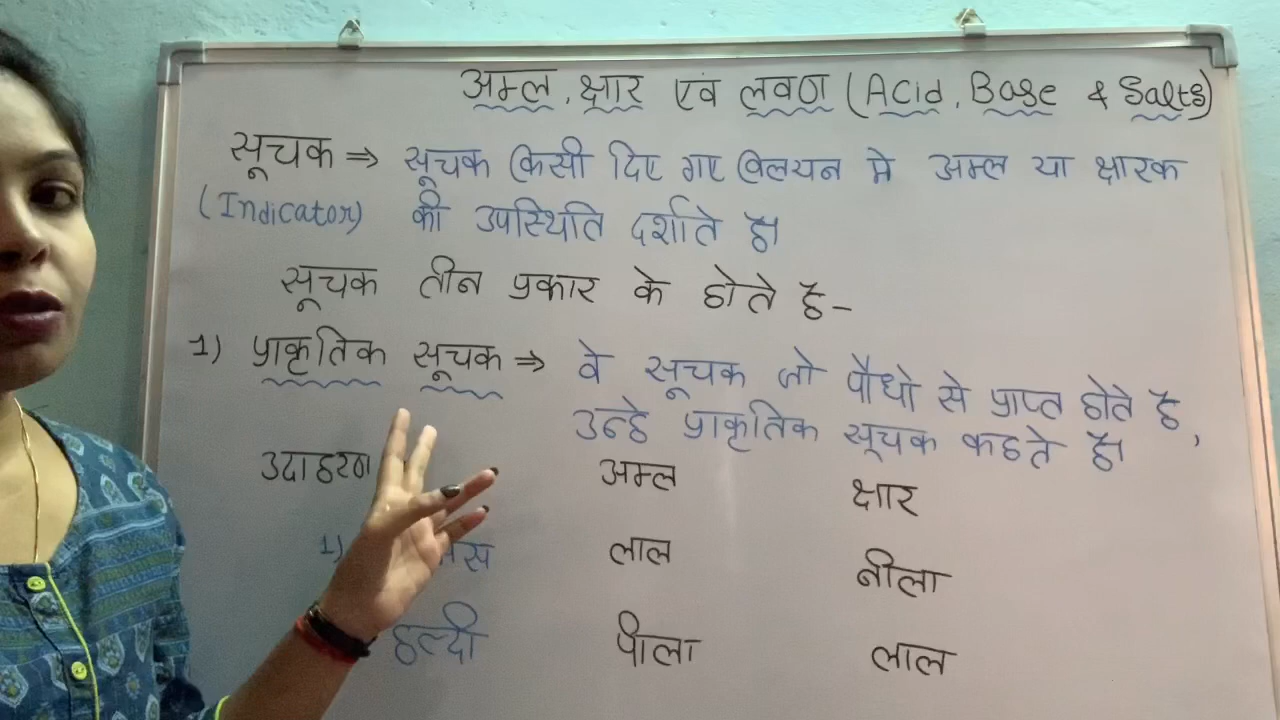 अम्ल, क्षार एवं लवण (Acid, Base & Salts)
सूचक ⇒ सूचक किसी दिए गए विलयन मे अम्ल या क्षारक
(Indicator) की उपस्थिति दर्शाते है।
सूचक तीन प्रकार के होते है-
1) प्राकृतिक सूचक ⇒ वे सूचक जो पौधो से प्राप्त होते है,
उन्हे प्राकृतिक सूचक कहते है।
उदाहरण अम्ल क्षार
1) लाल नीला
हल्दी पीला लाल